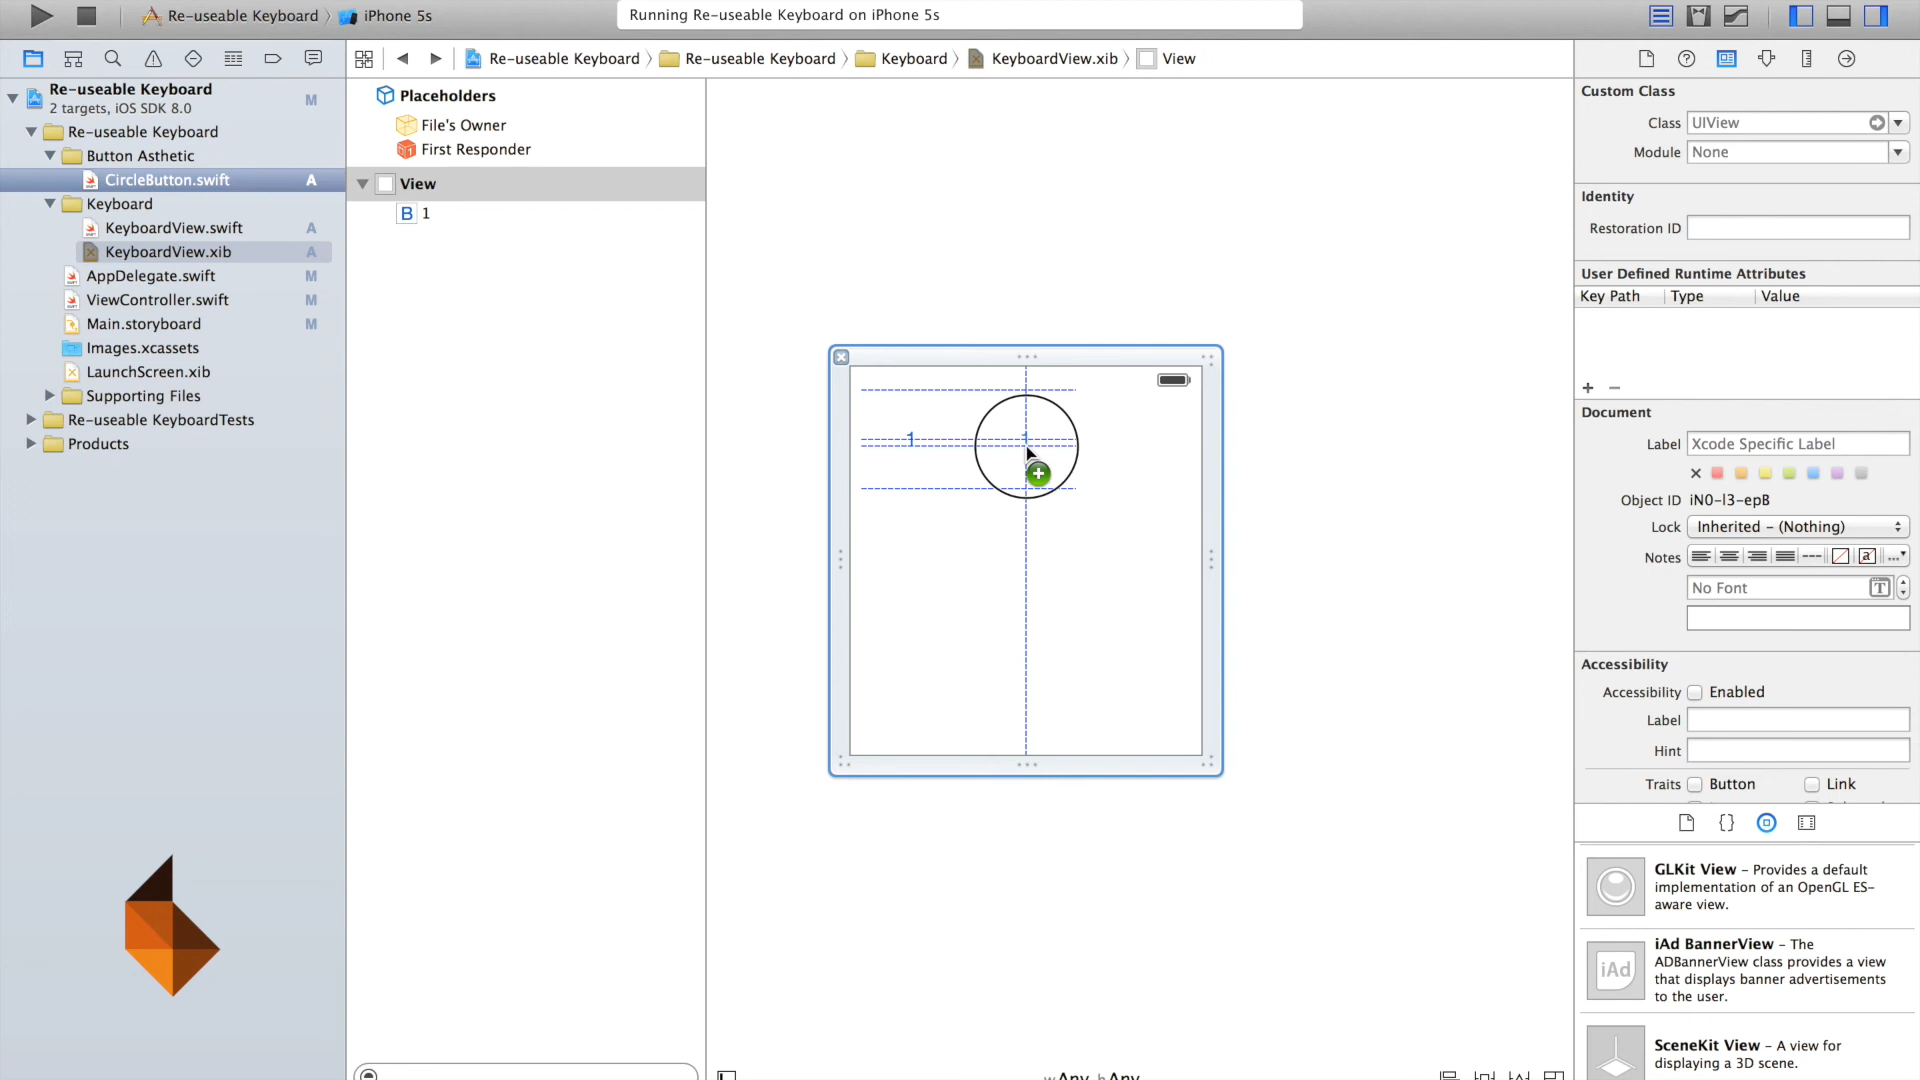 Re-useable Keyboard 〉 iPhone 5s
Running Re-useable Keyboard on iPhone 5s
Re-useable Keyboard 〉 Re-useable Keyboard 〉 Keyboard 〉 KeyboardView.xib 〉 View
Re-useable Keyboard M
2 targets, iOS SDK 8.0
Re-useable Keyboard
Button Asthetic
CircleButton.swift A
Keyboard
KeyboardView.swift A
KeyboardView.xib A
AppDelegate.swift M
ViewController.swift M
Main.storyboard M
Images.xcassets
LaunchScreen.xib
Supporting Files
Re-useable KeyboardTests
Products
Placeholders
File's Owner
First Responder
View
B 1
1 1
Custom Class
Class UIView
Module None
Identity
Restoration ID
User Defined Runtime Attributes
Key Path Type Value
+ −
Document
Label Xcode Specific Label
Object ID iN0-l3-epB
Lock Inherited - (Nothing)
Notes
No Font
Accessibility
Accessibility Enabled
Label
Hint
Traits Button Link
GLKit View - Provides a default
implementation of an OpenGL ES-
aware view.
iAd
iAd BannerView - The
ADBannerView class provides a view
that displays banner advertisements
to the user.
SceneKit View - A view for
displaying a 3D scene.
wAny hAny